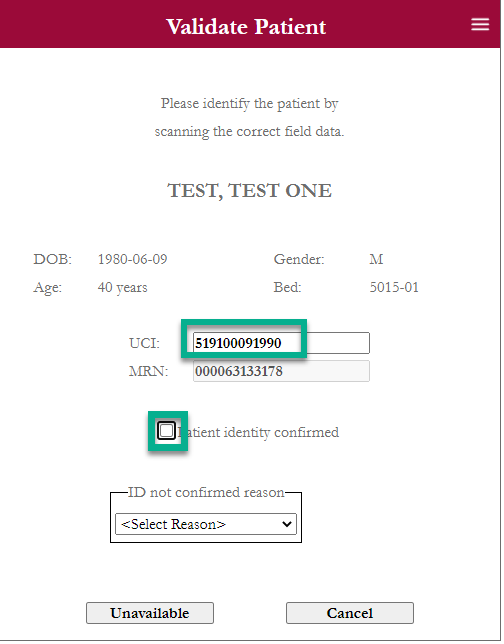 Validate Patient
Please identify the patient by
scanning the correct field data.
TEST, TEST ONE
DOB: 1980-06-09 Gender: M
Age: 40 years Bed: 5015-01
UCI: 519100091990
MRN: 000063133178
Patient identity confirmed
ID not confirmed reason
<Select Reason>
Unavailable Cancel